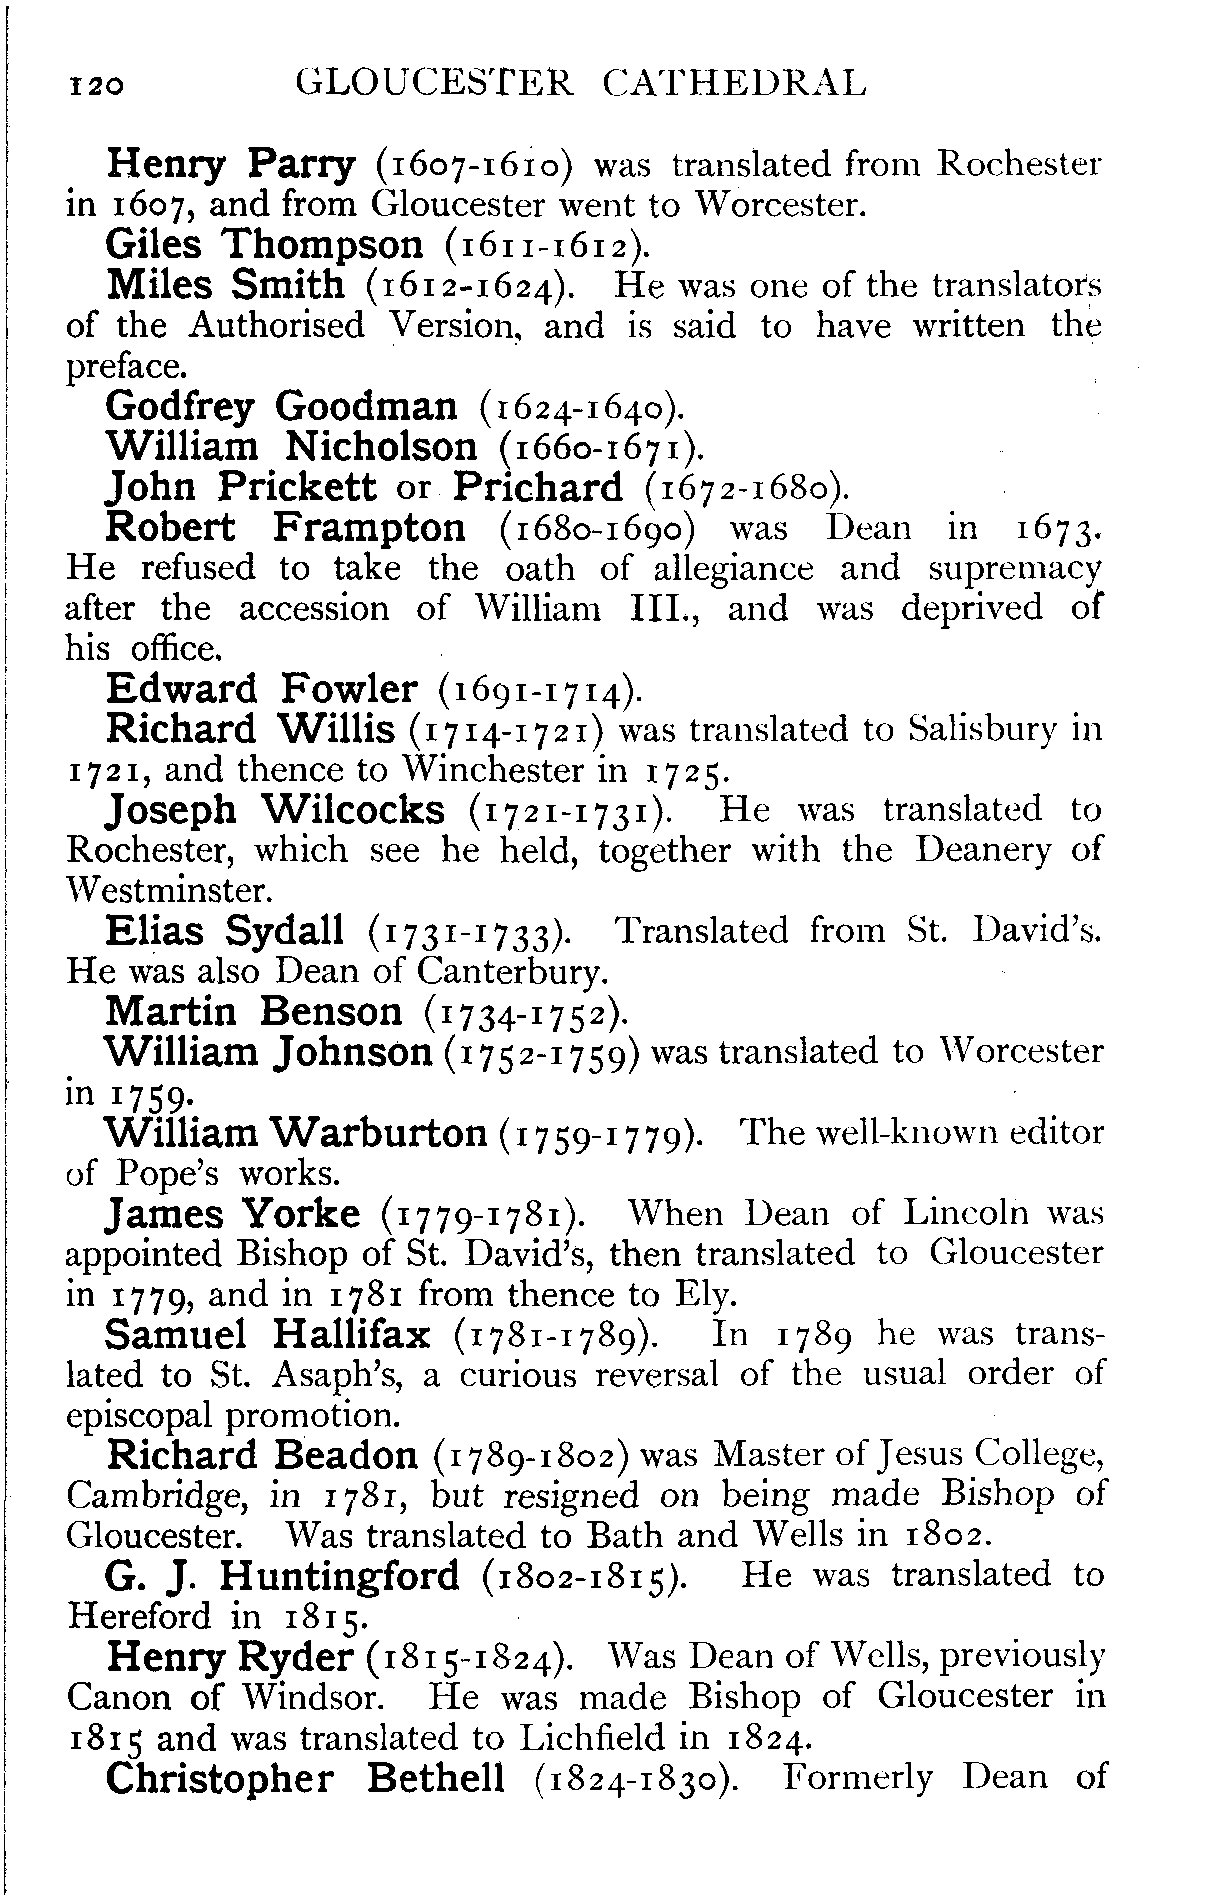 120 GLOUCESTER CATHEDRAL
Henry Parry (1607-1610) was translated from Rochester
in 1607, and from Gloucester went to Worcester.
Giles Thompson (1611-1612).
Miles Smith (1612-1624). He was one of the translators
of the Authorised Version, and is said to have written the
preface.
Godfrey Goodman (1624-1640).
William Nicholson (1660-1671).
John Prickett or Prichard (1672-1680).
Robert Frampton (1680-1690) was Dean in 1673.
He refused to take the oath of allegiance and supremacy
after the accession of William III., and was deprived of
his office.
Edward Fowler (1691-1714).
Richard Willis (1714-1721) was translated to Salisbury in
1721, and thence to Winchester in 1725.
Joseph Wilcocks (1721-1731). He was translated to
Rochester, which see he held, together with the Deanery of
Westminster.
Elias Sydall (1731-1733). Translated from St. David's.
He was also Dean of Canterbury.
Martin Benson (1734-1752).
William Johnson (1752-1759) was translated to Worcester
in 1759.
William Warburton (1759-1779). The well-known editor
of Pope's works.
James Yorke (1779-1781). When Dean of Lincoln was
appointed Bishop of St. David's, then translated to Gloucester
in 1779, and in 1781 from thence to Ely.
Samuel Hallifax (1781-1789). In 1789 he was trans-
lated to St. Asaph's, a curious reversal of the usual order of
episcopal promotion.
Richard Beadon (1789-1802) was Master of Jesus College,
Cambridge, in 1781, but resigned on being made Bishop of
Gloucester. Was translated to Bath and Wells in 1802.
G. J. Huntingford (1802-1815). He was translated to
Hereford in 1815.
Henry Ryder (1815-1824). Was Dean of Wells, previously
Canon of Windsor. He was made Bishop of Gloucester in
1815 and was translated to Lichfield in 1824.
Christopher Bethell (1824-1830). Formerly Dean of